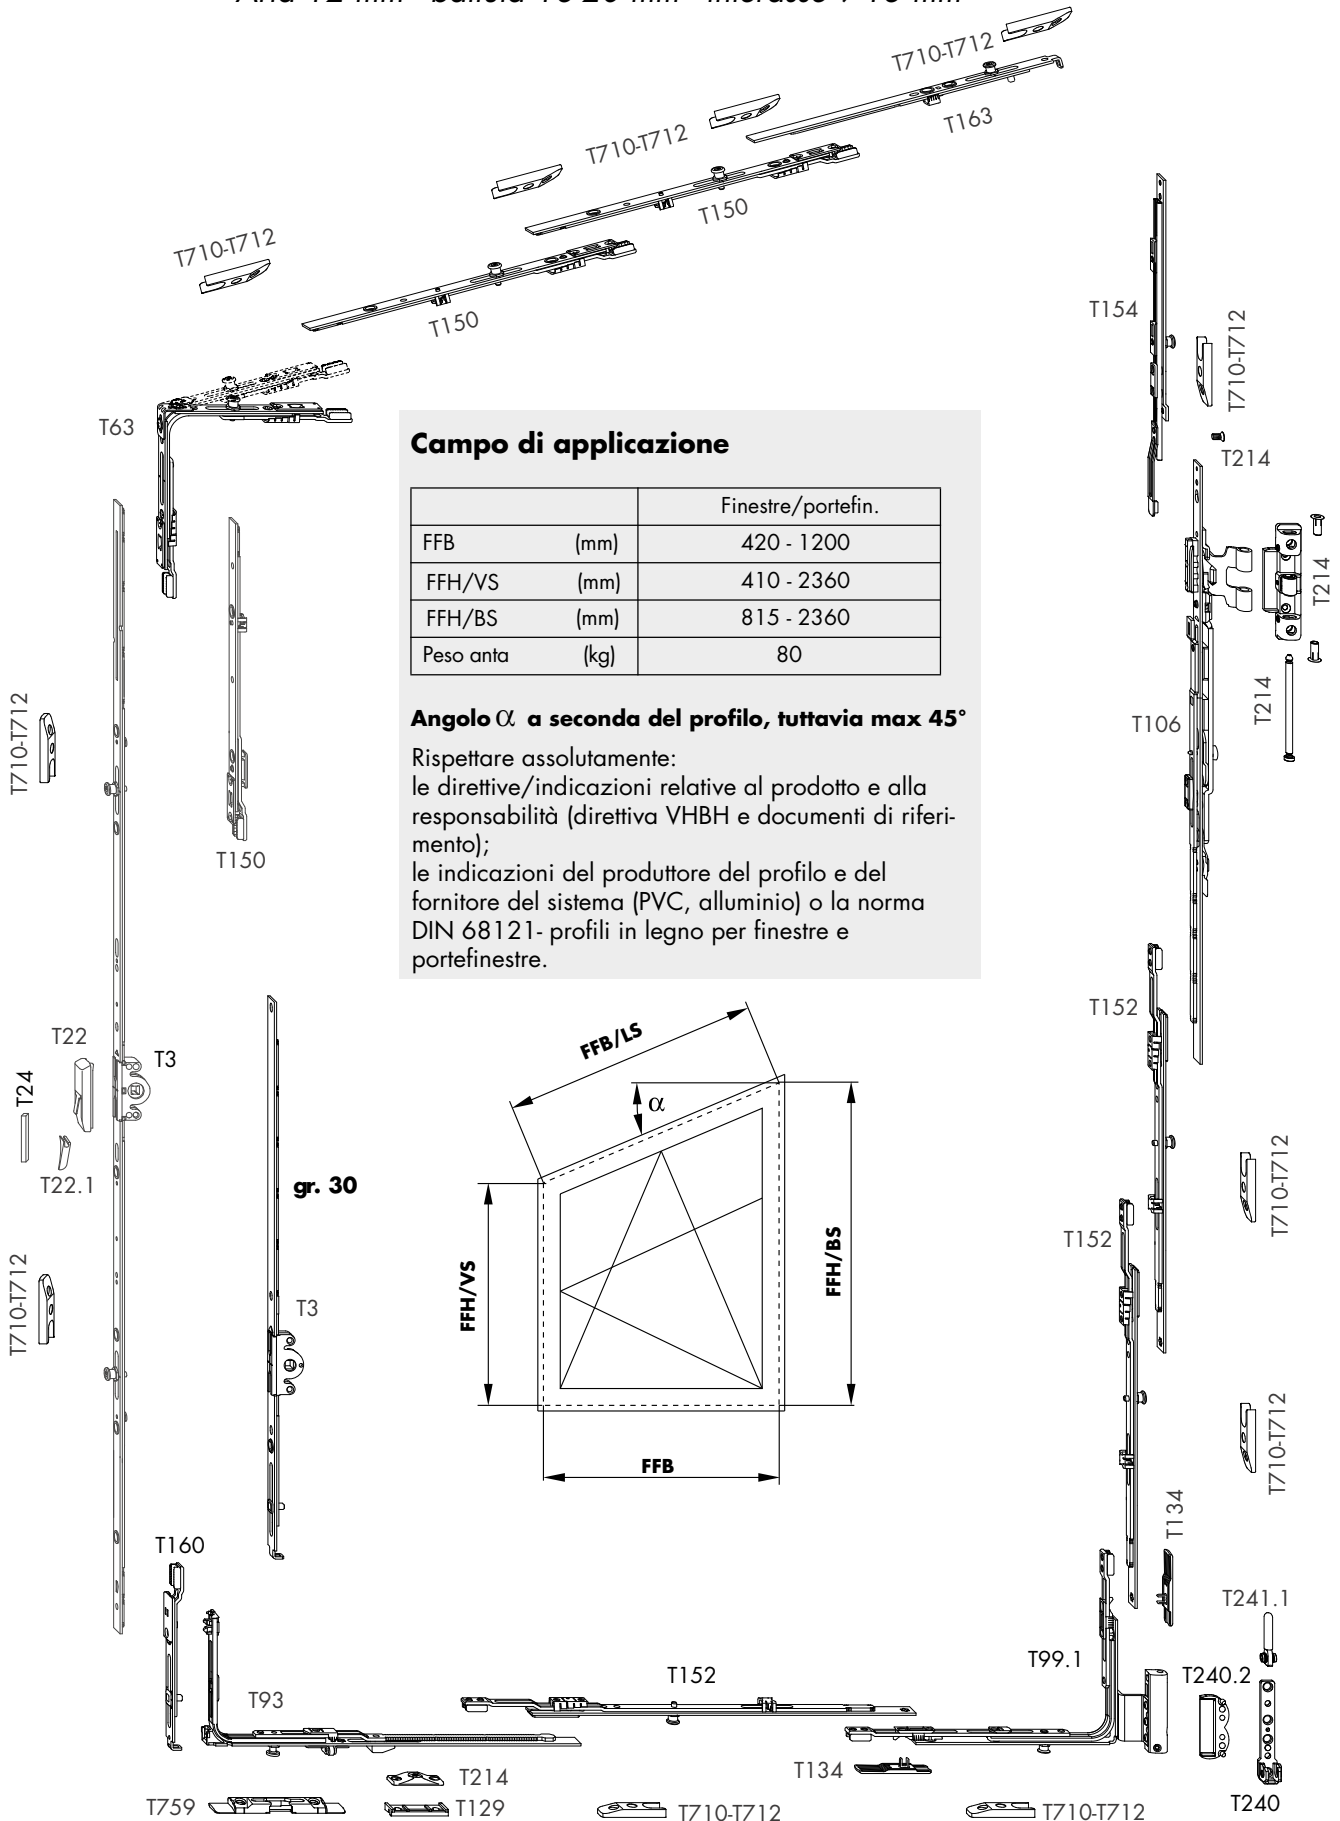 T710-T712
T163
T710-T712
T150
T710-T712
T150
T154
T710-T712
T63
T214
Campo di applicazione
Finestre/portefin.
FFB (mm) 420 - 1200
FFH/VS (mm) 410 - 2360
FFH/BS (mm) 815 - 2360
Peso anta (kg) 80
Angolo α a seconda del profilo, tuttavia max 45°
Rispettare assolutamente:
le direttive/indicazioni relative al prodotto e alla
responsabilità (direttiva VHBH e documenti di riferi-
mento);
le indicazioni del produttore del profilo e del
fornitore del sistema (PVC, alluminio) o la norma
DIN 68121- profili in legno per finestre e
portefinestre.
T214
T214
T106
T710-T712
T150
T152
T22
T3
T24
T22.1
gr. 30
T710-T712
T3
FFB/LS
α
FFH/VS
FFH/BS
FFB
T710-T712
T152
T710-T712
T134
T160
T241.1
T93
T152
T99.1
T240.2
T134
T214
T759
T129
T710-T712
T710-T712
T240